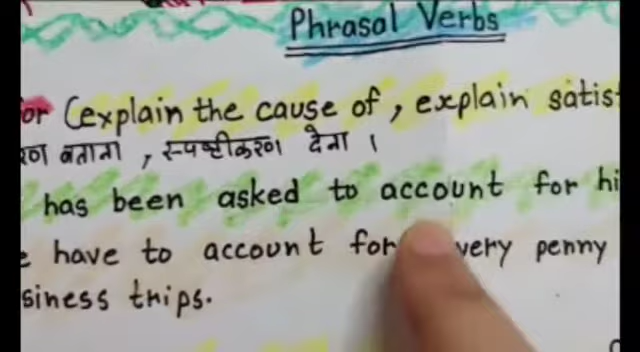 Phrasal Verbs
or (explain the cause of, explain satis
रण बताना, स्पष्टीकरण देना ।
has been asked to account for hi
have to account for very penny
siness trips.